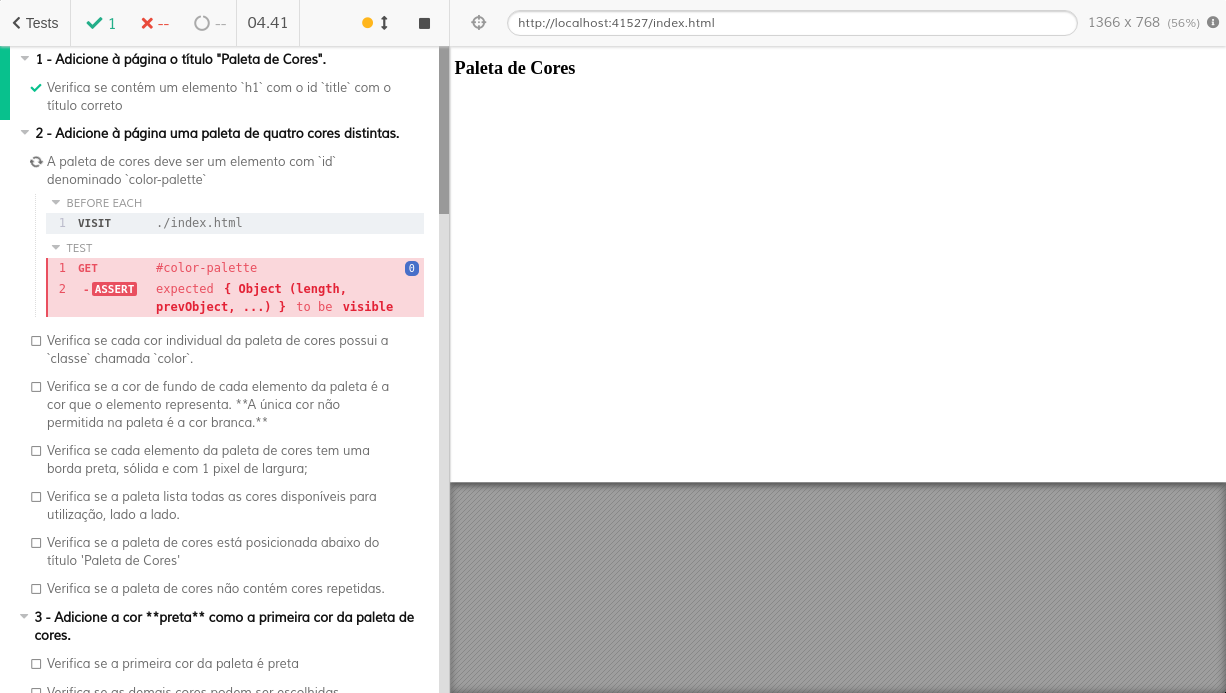 Tests 1 -- -- 04.41
http://localhost:41527/index.html 1366 x 768 (56%)
1 - Adicione à página o título "Paleta de Cores".
Verifica se contém um elemento `h1` com o id `title` com o
título correto
2 - Adicione à página uma paleta de quatro cores distintas.
A paleta de cores deve ser um elemento com `id`
denominado `color-palette`
BEFORE EACH
1 VISIT ./index.html
TEST
1 GET #color-palette 0
2 -ASSERT expected { Object (length,
prevObject, ...) } to be visible
Verifica se cada cor individual da paleta de cores possui a
`classe` chamada `color`.
Verifica se a cor de fundo de cada elemento da paleta é a
cor que o elemento representa. **A única cor não
permitida na paleta é a cor branca.**
Verifica se cada elemento da paleta de cores tem uma
borda preta, sólida e com 1 pixel de largura;
Verifica se a paleta lista todas as cores disponíveis para
utilização, lado a lado.
Verifica se a paleta de cores está posicionada abaixo do
título 'Paleta de Cores'
Verifica se a paleta de cores não contém cores repetidas.
3 - Adicione a cor **preta** como a primeira cor da paleta de
cores.
Verifica se a primeira cor da paleta é preta
Verifica se as demais cores podem ser escolhidas
Paleta de Cores